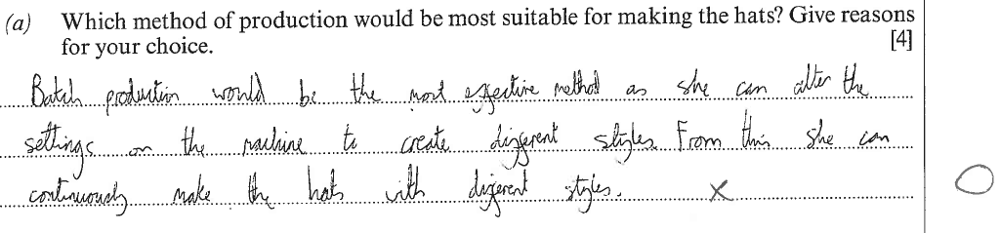 (a) Which method of production would be most suitable for making the hats? Give reasons
for your choice. [4]
Batch production would be the most effective method as she can alter the
settings on the machine to create different styles. From this she can
continuously make the hats with different styles. X
0